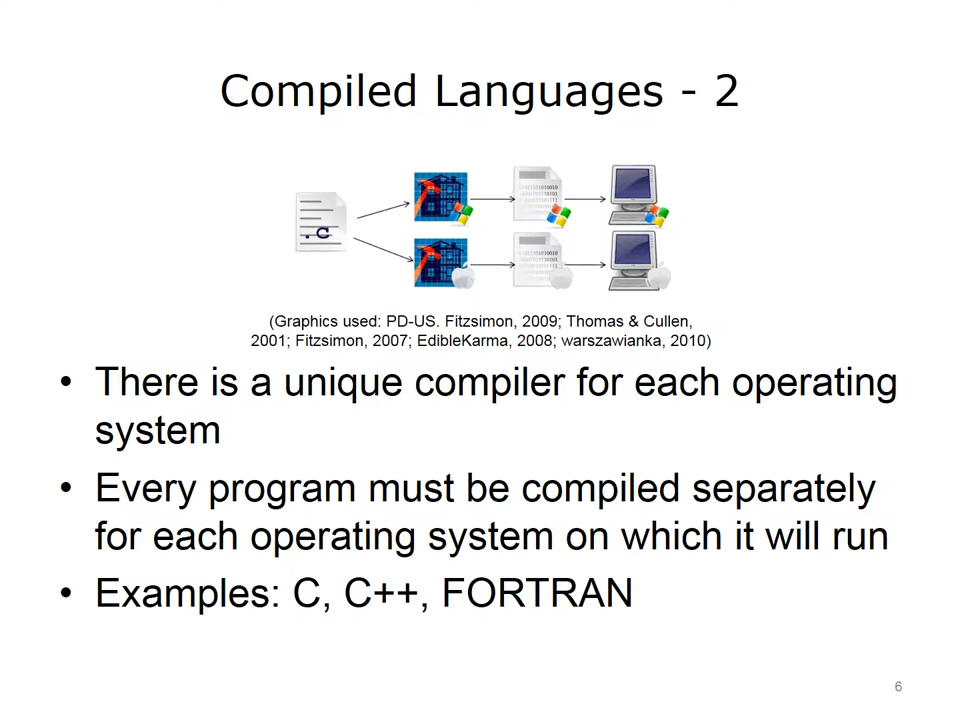 Compiled Languages - 2
.c
(Graphics used: PD-US. Fitzsimon, 2009; Thomas & Cullen,
2001; Fitzsimon, 2007; EdibleKarma, 2008; warszawianka, 2010)
• There is a unique compiler for each operating
system
• Every program must be compiled separately
for each operating system on which it will run
• Examples: C, C++, FORTRAN
6